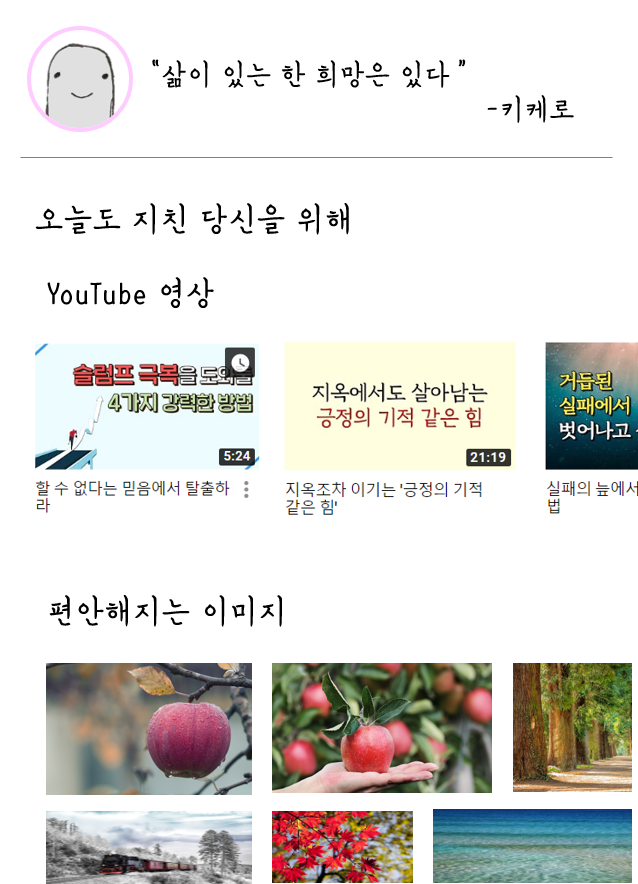 “삶이 있는 한 희망은 있다 ”
-키케로
오늘도 지친 당신을 위해
YouTube 영상
슬럼프 극복을 도와줄
4가지 강력한 방법
5:24
지옥에서도 살아남는
긍정의 기적 같은 힘
21:19
거듭된
실패에서
벗어나고
할 수 없다는 믿음에서 탈출하
라
지옥조차 이기는 '긍정의 기적
같은 힘'
실패의 늪에서
법
편안해지는 이미지